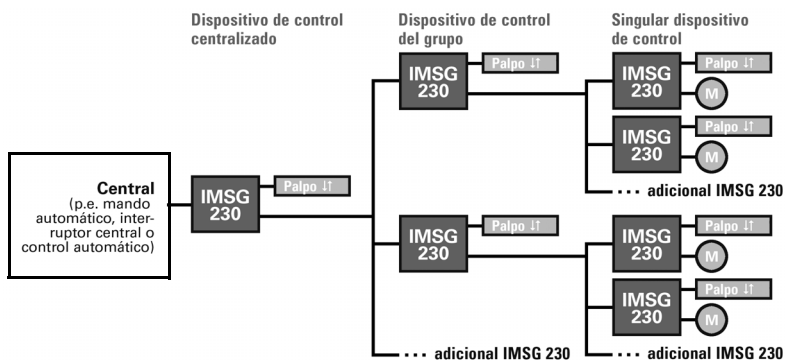 Dispositivo de control
centralizado
Dispositivo de control
del grupo
Singular dispositivo
de control
IMSG
230
Palpo ↓↑
IMSG
230
Palpo ↓↑
M
IMSG
230
Palpo ↓↑
M
···· adicional IMSG 230
Central
(p.e. mando
automático, inter-
ruptor central o
control automático)
IMSG
230
Palpo ↓↑
IMSG
230
Palpo ↓↑
IMSG
230
Palpo ↓↑
M
IMSG
230
Palpo ↓↑
M
···· adicional IMSG 230
···· adicional IMSG 230